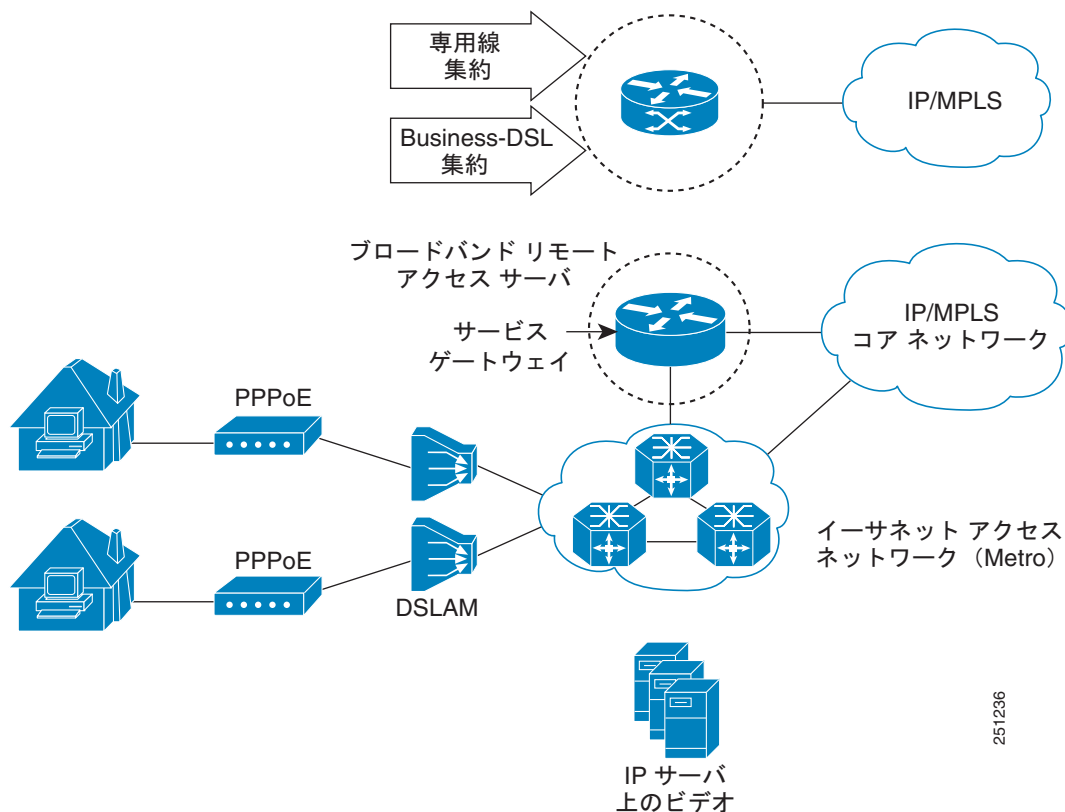 専用線
集約
Business-DSL
集約
IP/MPLS
ブロードバンド リモート
アクセス サーバ
サービス
ゲートウェイ
IP/MPLS
コア ネットワーク
PPPoE
PPPoE
DSLAM
イーサネット アクセス
ネットワーク（Metro）
IP サーバ
上のビデオ
251236